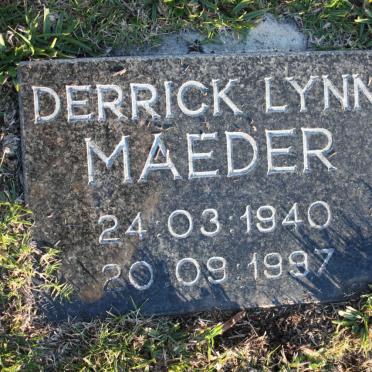 DERRICK LYNN
MAEDER
24 03 1940
20 09 1997